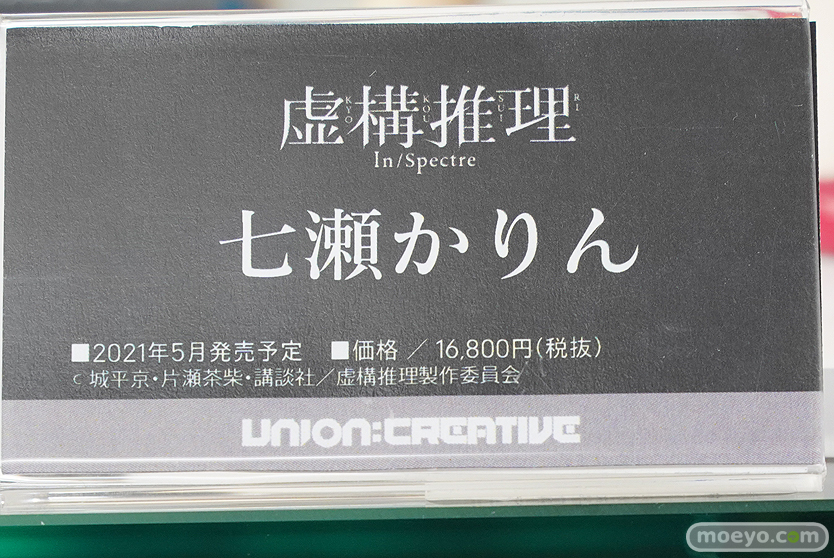 虚構推理
KYO KOU SUI RI
In/Spectre
七瀬かりん
■2021年5月発売予定 ■価格／16,800円(税抜)
c 城平京・片瀬茶柴・講談社／虚構推理製作委員会
UNION:CREATIVE
moeyo.com